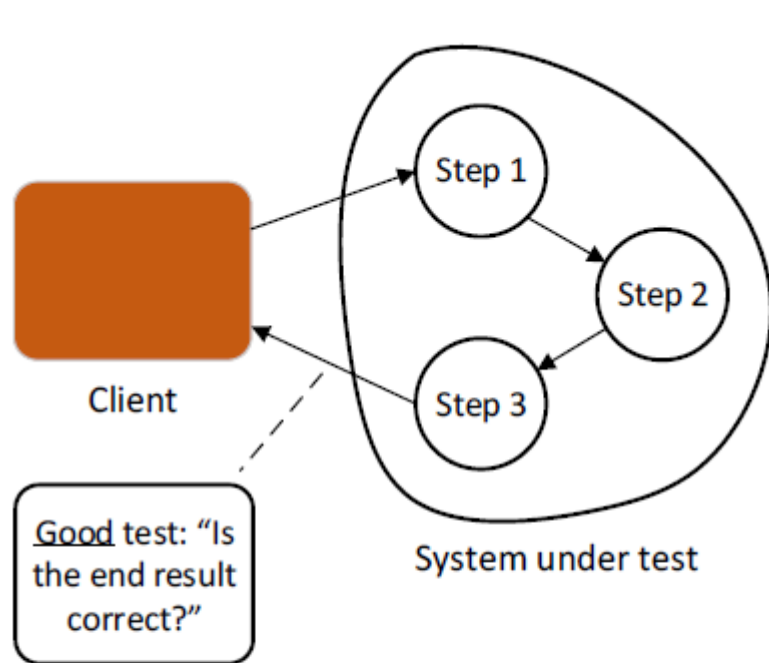 Step 1
Step 2
Step 3
Client
Good test: “Is
the end result
correct?”
System under test